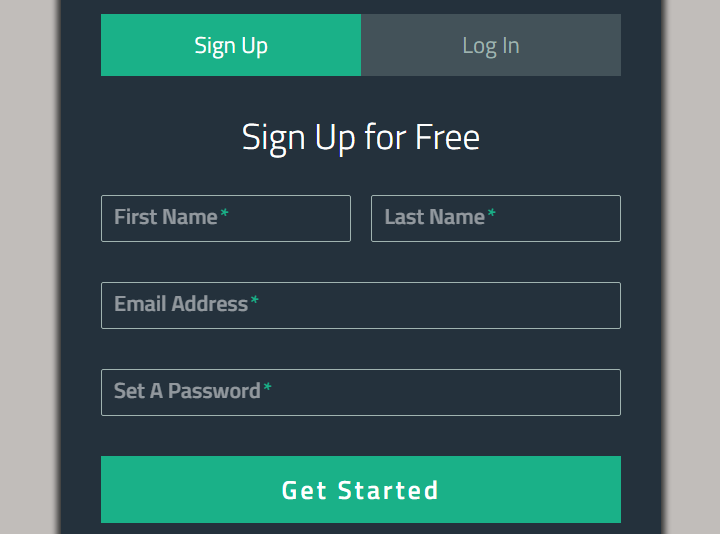 Sign Up Log In
Sign Up for Free
First Name* Last Name*
Email Address*
Set A Password*
Get Started